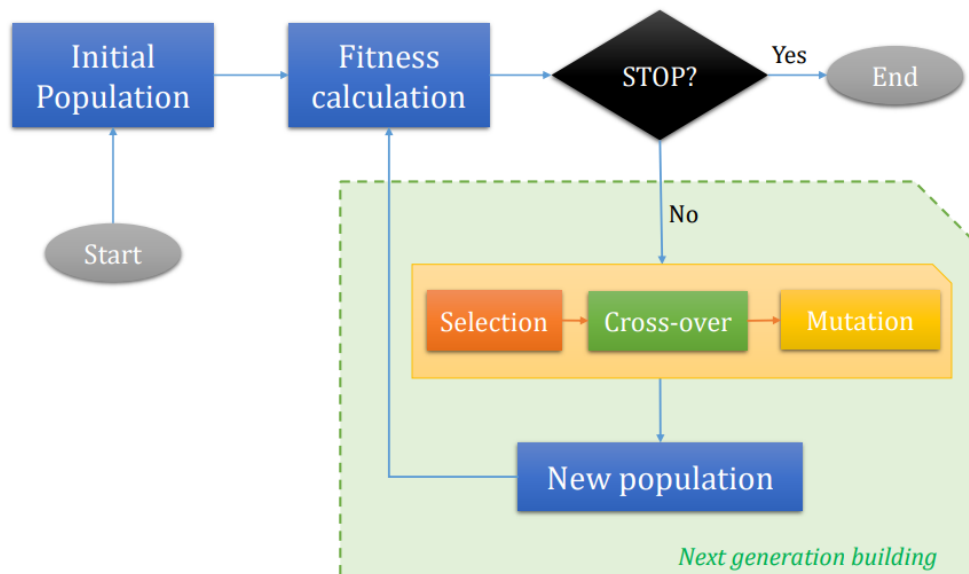 Initial
Population
Fitness
calculation
STOP?
Yes
End
Start
No
Selection
Cross-over
Mutation
New population
Next generation building